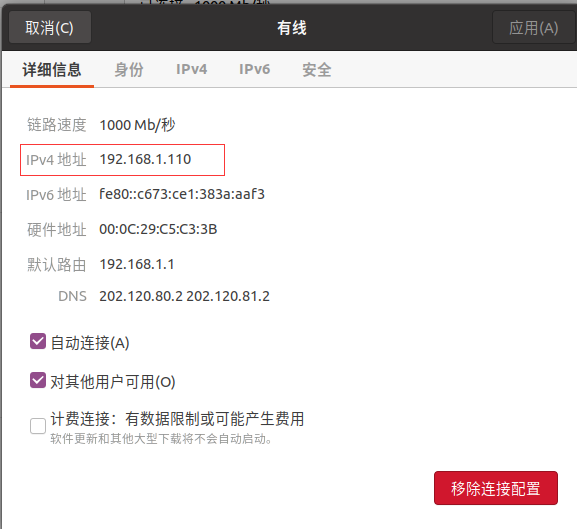 取消(C) 有线 应用(A)
详细信息 身份 IPv4 IPv6 安全
链路速度 1000 Mb/秒
IPv4 地址 192.168.1.110
IPv6 地址 fe80::c673:ce1:383a:aaf3
硬件地址 00:0C:29:C5:C3:3B
默认路由 192.168.1.1
DNS 202.120.80.2 202.120.81.2
自动连接(A)
对其他用户可用(O)
计费连接：有数据限制或可能产生费用
软件更新和其他大型下载将不会自动启动。
移除连接配置